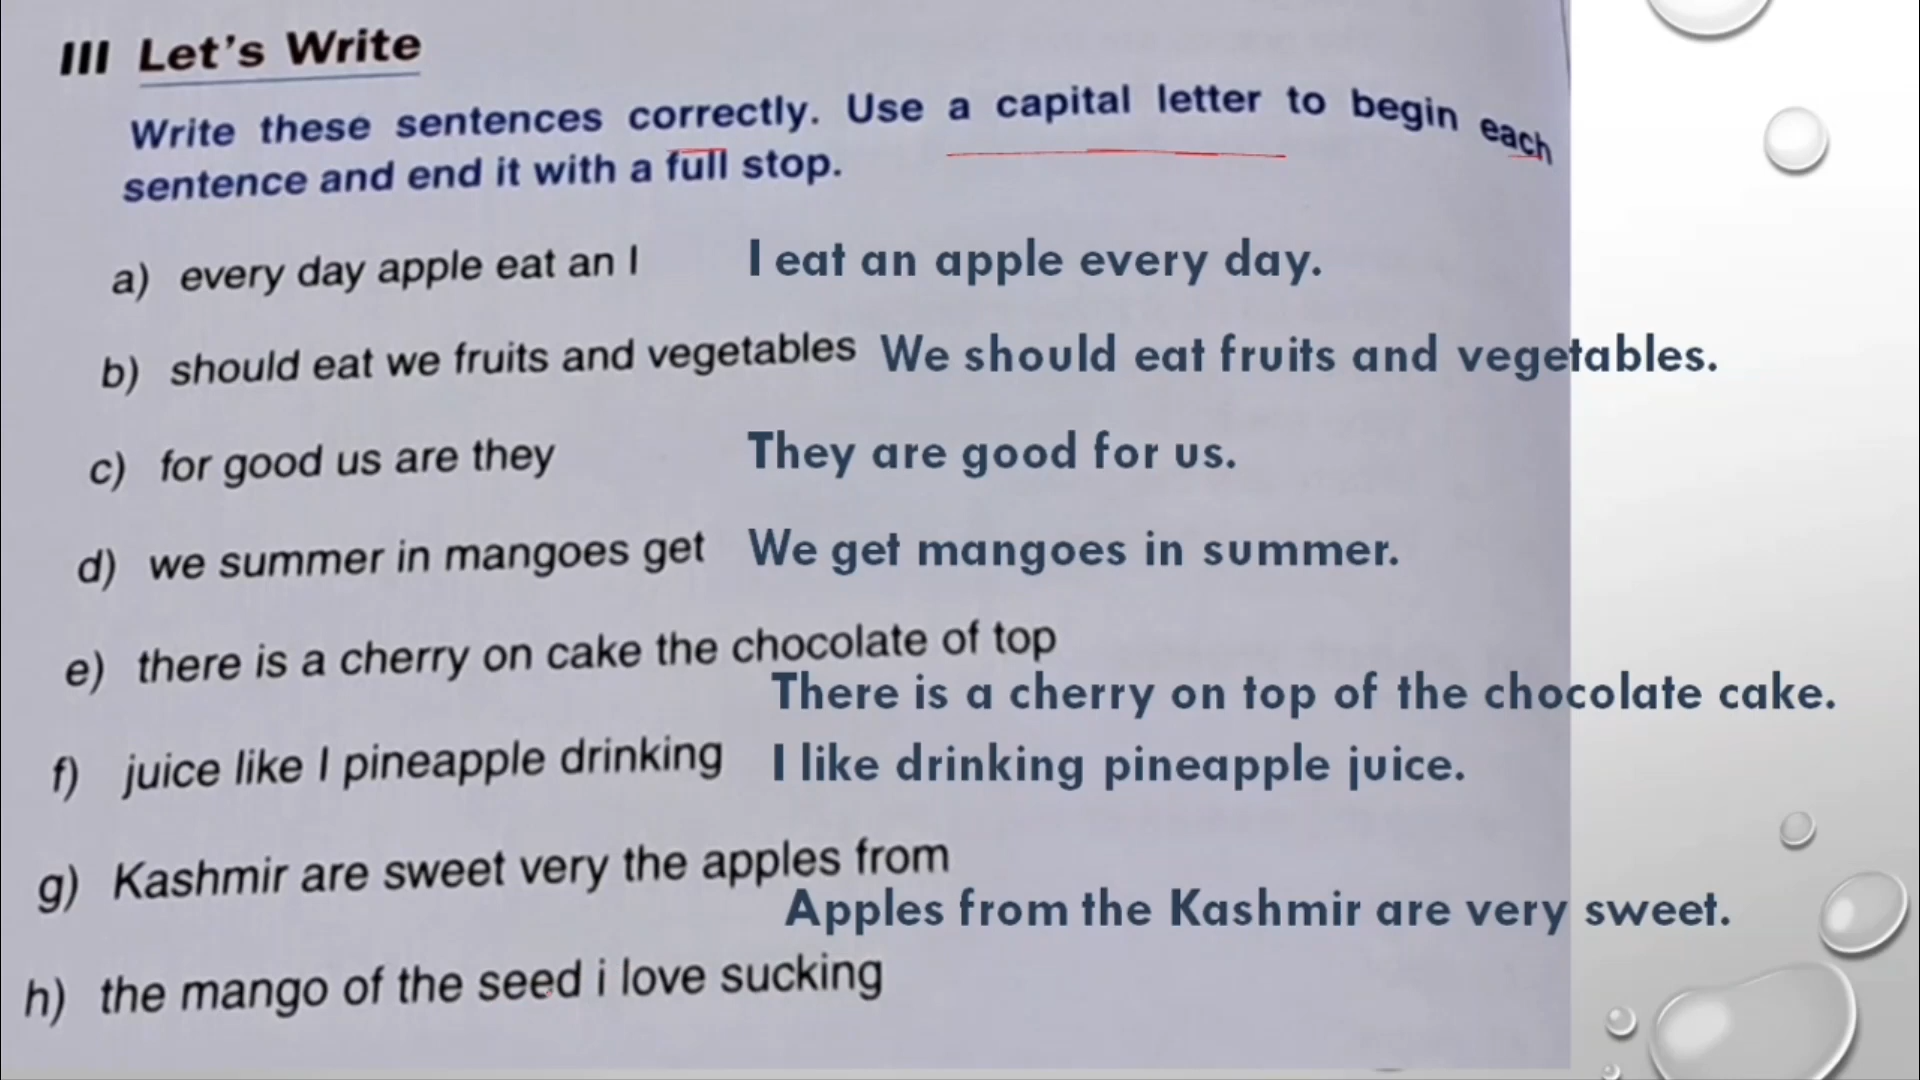 III Let's Write
Write these sentences correctly. Use a capital letter to begin each
sentence and end it with a full stop.
a) every day apple eat an I I eat an apple every day.
b) should eat we fruits and vegetables We should eat fruits and vegetables.
c) for good us are they They are good for us.
d) we summer in mangoes get We get mangoes in summer.
e) there is a cherry on cake the chocolate of top
There is a cherry on top of the chocolate cake.
f) juice like I pineapple drinking I like drinking pineapple juice.
g) Kashmir are sweet very the apples from
Apples from the Kashmir are very sweet.
h) the mango of the seed i love sucking